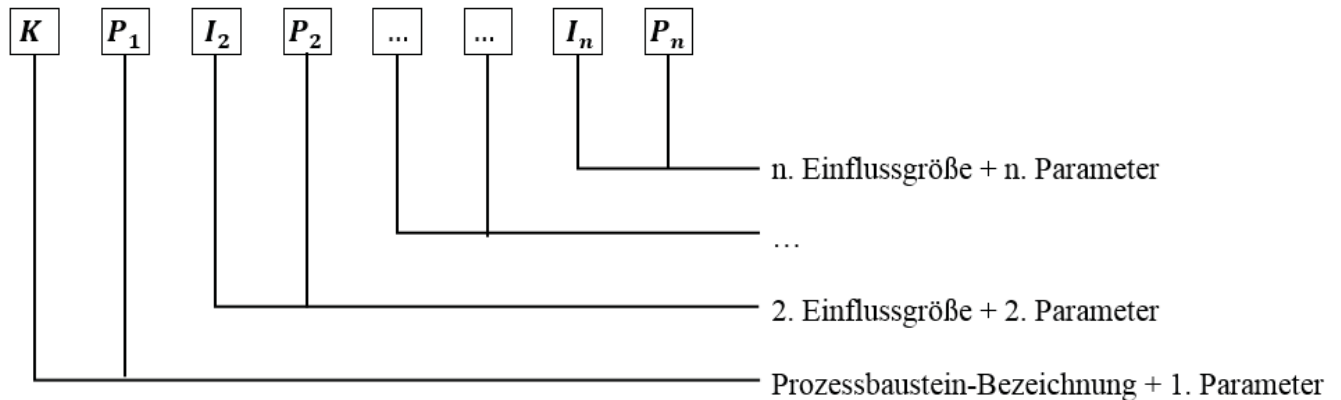 K P₁ I₂ P₂ ... ... Iₙ Pₙ
n. Einflussgröße + n. Parameter
…
2. Einflussgröße + 2. Parameter
Prozessbaustein-Bezeichnung + 1. Parameter